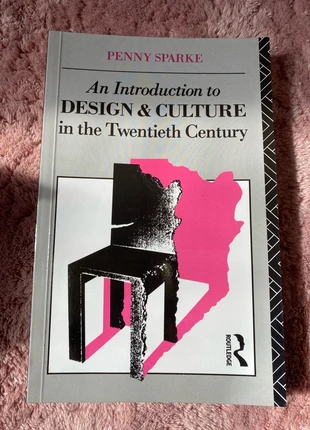 PENNY SPARKE
An Introduction to
DESIGN & CULTURE
in the Twentieth Century
ROUTLEDGE